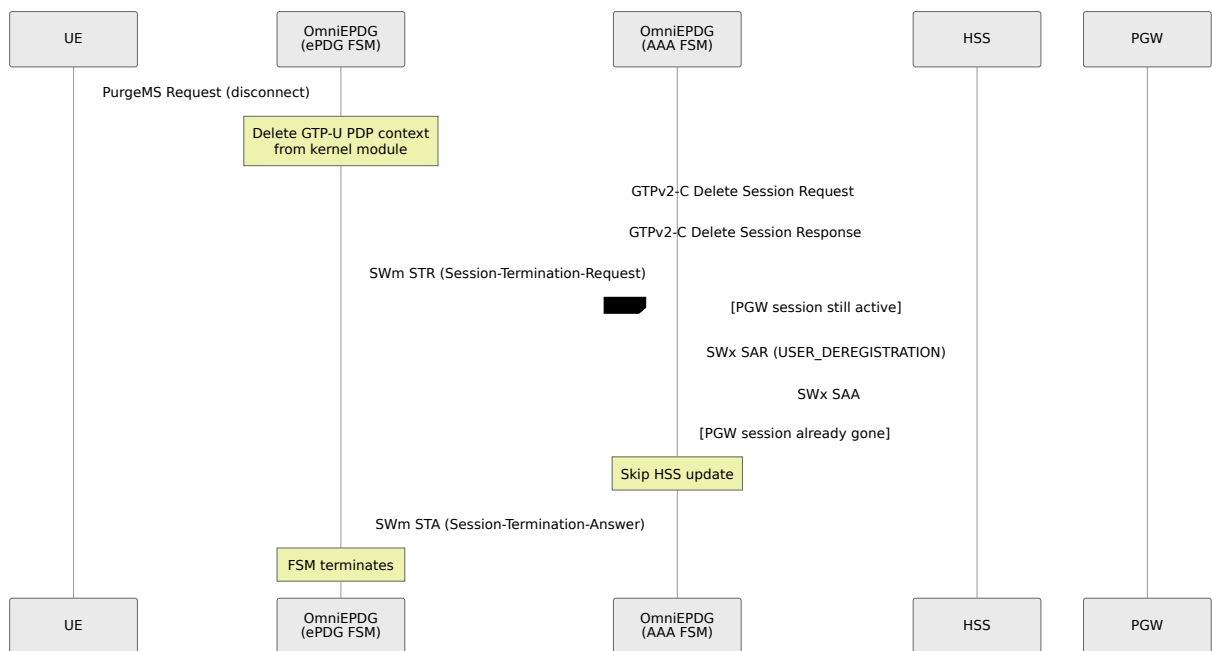 UE
OmniEPDG
(ePDG FSM)
OmniEPDG
(AAA FSM)
HSS
PGW
PurgeMS Request (disconnect)
Delete GTP-U PDP context
from kernel module
GTPv2-C Delete Session Request
GTPv2-C Delete Session Response
SWm STR (Session-Termination-Request)
[PGW session still active]
SWx SAR (USER_DEREGISTRATION)
SWx SAA
[PGW session already gone]
Skip HSS update
SWm STA (Session-Termination-Answer)
FSM terminates
UE
OmniEPDG
(ePDG FSM)
OmniEPDG
(AAA FSM)
HSS
PGW